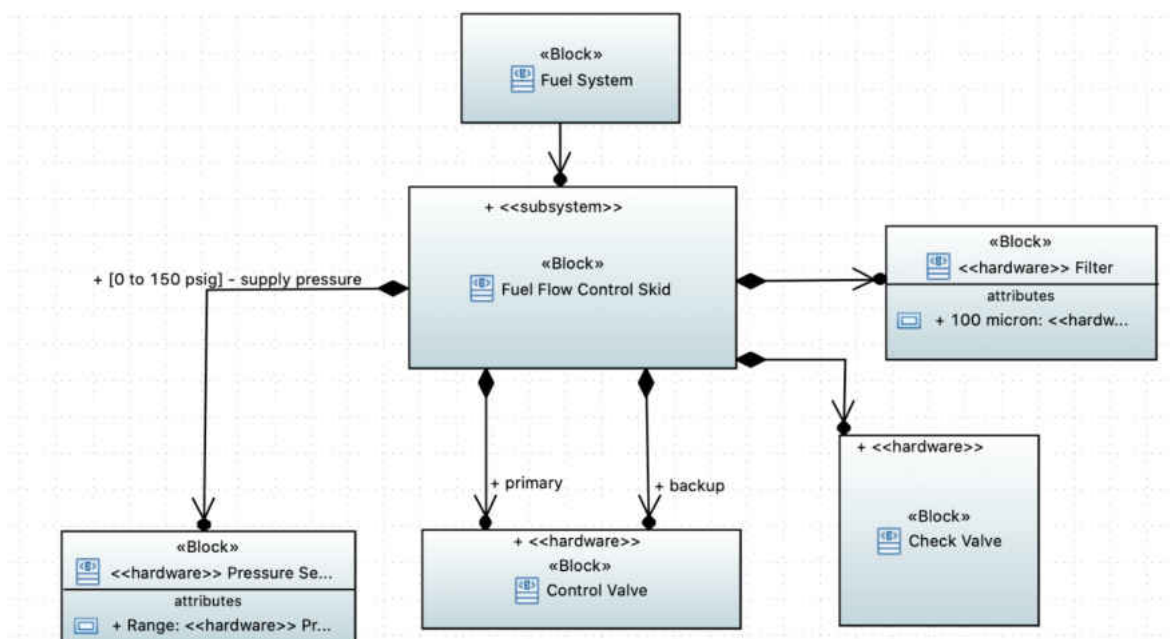 «Block»
Fuel System
+ <<subsystem>>
«Block»
Fuel Flow Control Skid
+ [0 to 150 psig] - supply pressure
«Block»
<<hardware>> Filter
attributes
+ 100 micron: <<hardw...
+ primary
+ backup
+ <<hardware>>
«Block»
Check Valve
«Block»
<<hardware>> Pressure Se...
attributes
+ Range: <<hardware>> Pr...
+ <<hardware>>
«Block»
Control Valve